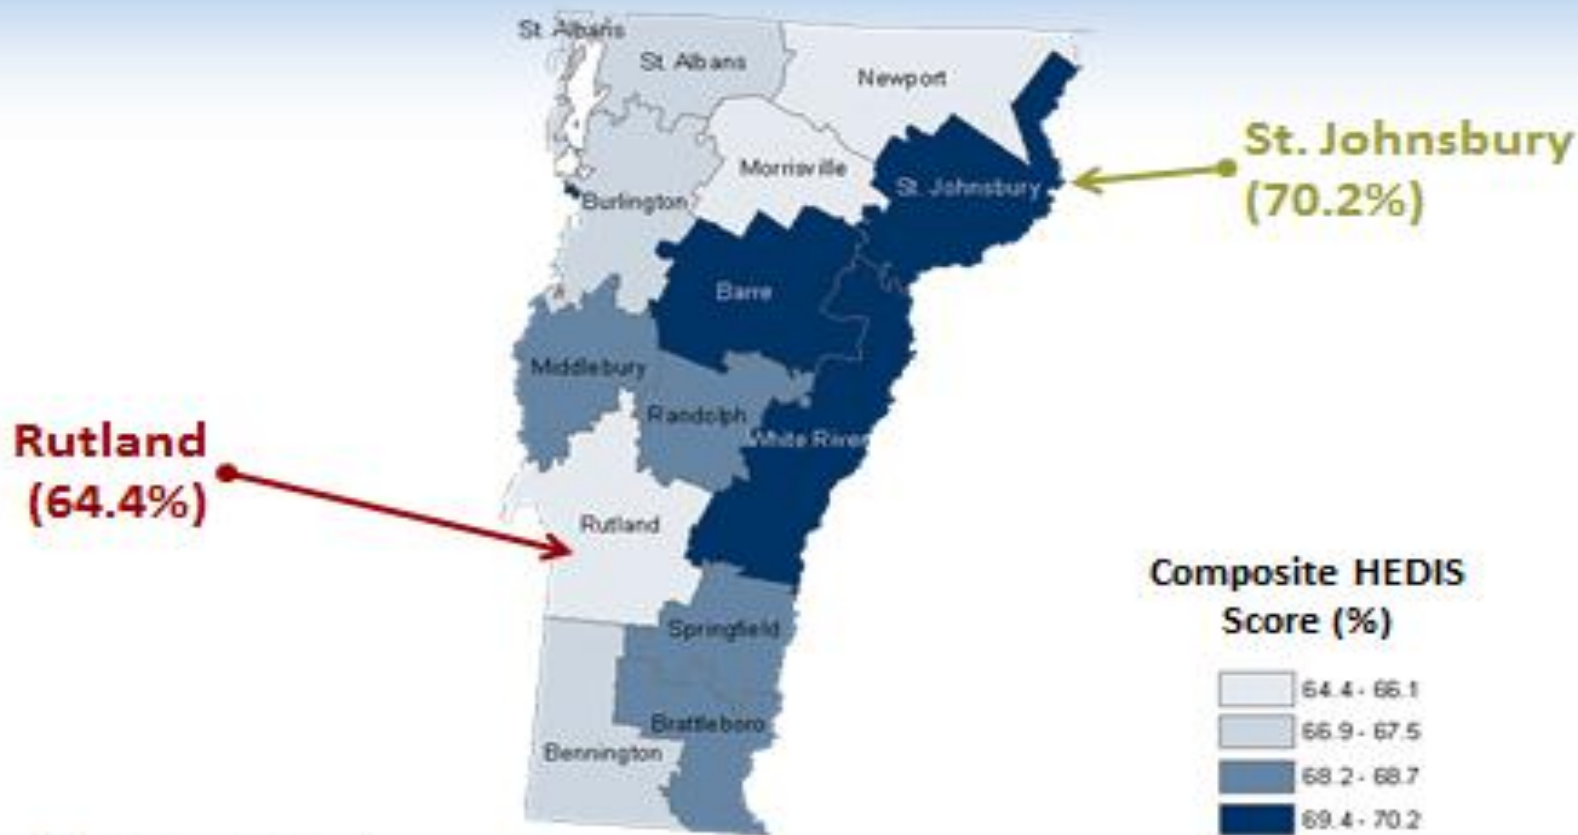 St. Albans
St. Albans
Newport
St. Johnsbury
(70.2%)
Morrisville
St. Johnsbury
Burlington
Barre
Middlebury
Randolph
White River
Rutland
(64.4%)
Rutland
Springfield
Brattleboro
Bennington
Composite HEDIS
Score (%)
64.4 - 66.1
66.9 - 67.5
68.2 - 68.7
69.4 - 70.2